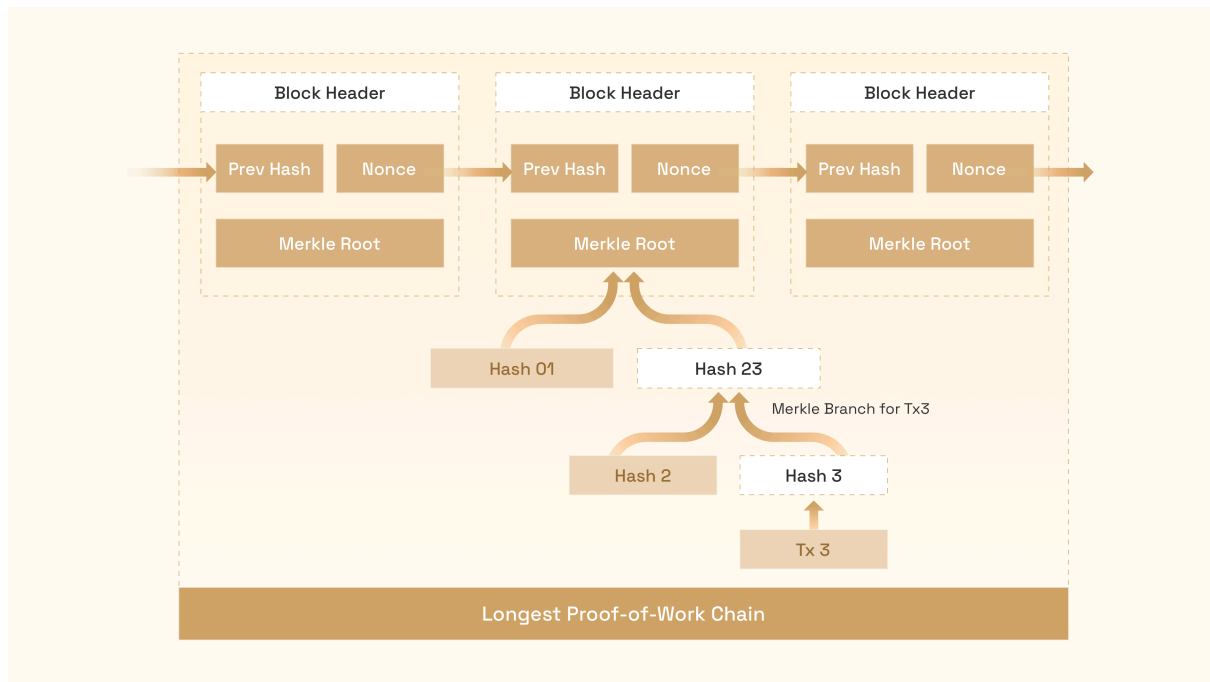 Block Header
Block Header
Block Header
Prev Hash
Nonce
Prev Hash
Nonce
Prev Hash
Nonce
Merkle Root
Merkle Root
Merkle Root
Hash 01
Hash 23
Merkle Branch for Tx3
Hash 2
Hash 3
Tx 3
Longest Proof-of-Work Chain